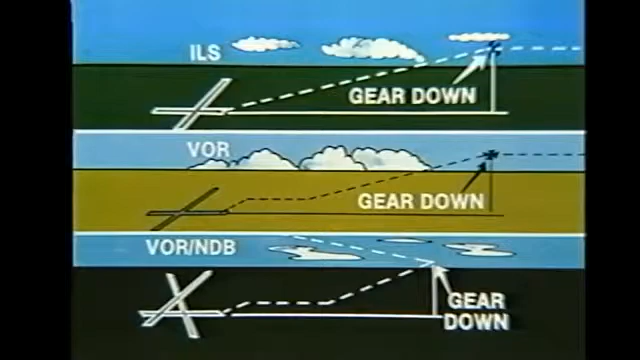 ILS
GEAR DOWN
VOR
GEAR DOWN
VOR/NDB
GEAR
DOWN